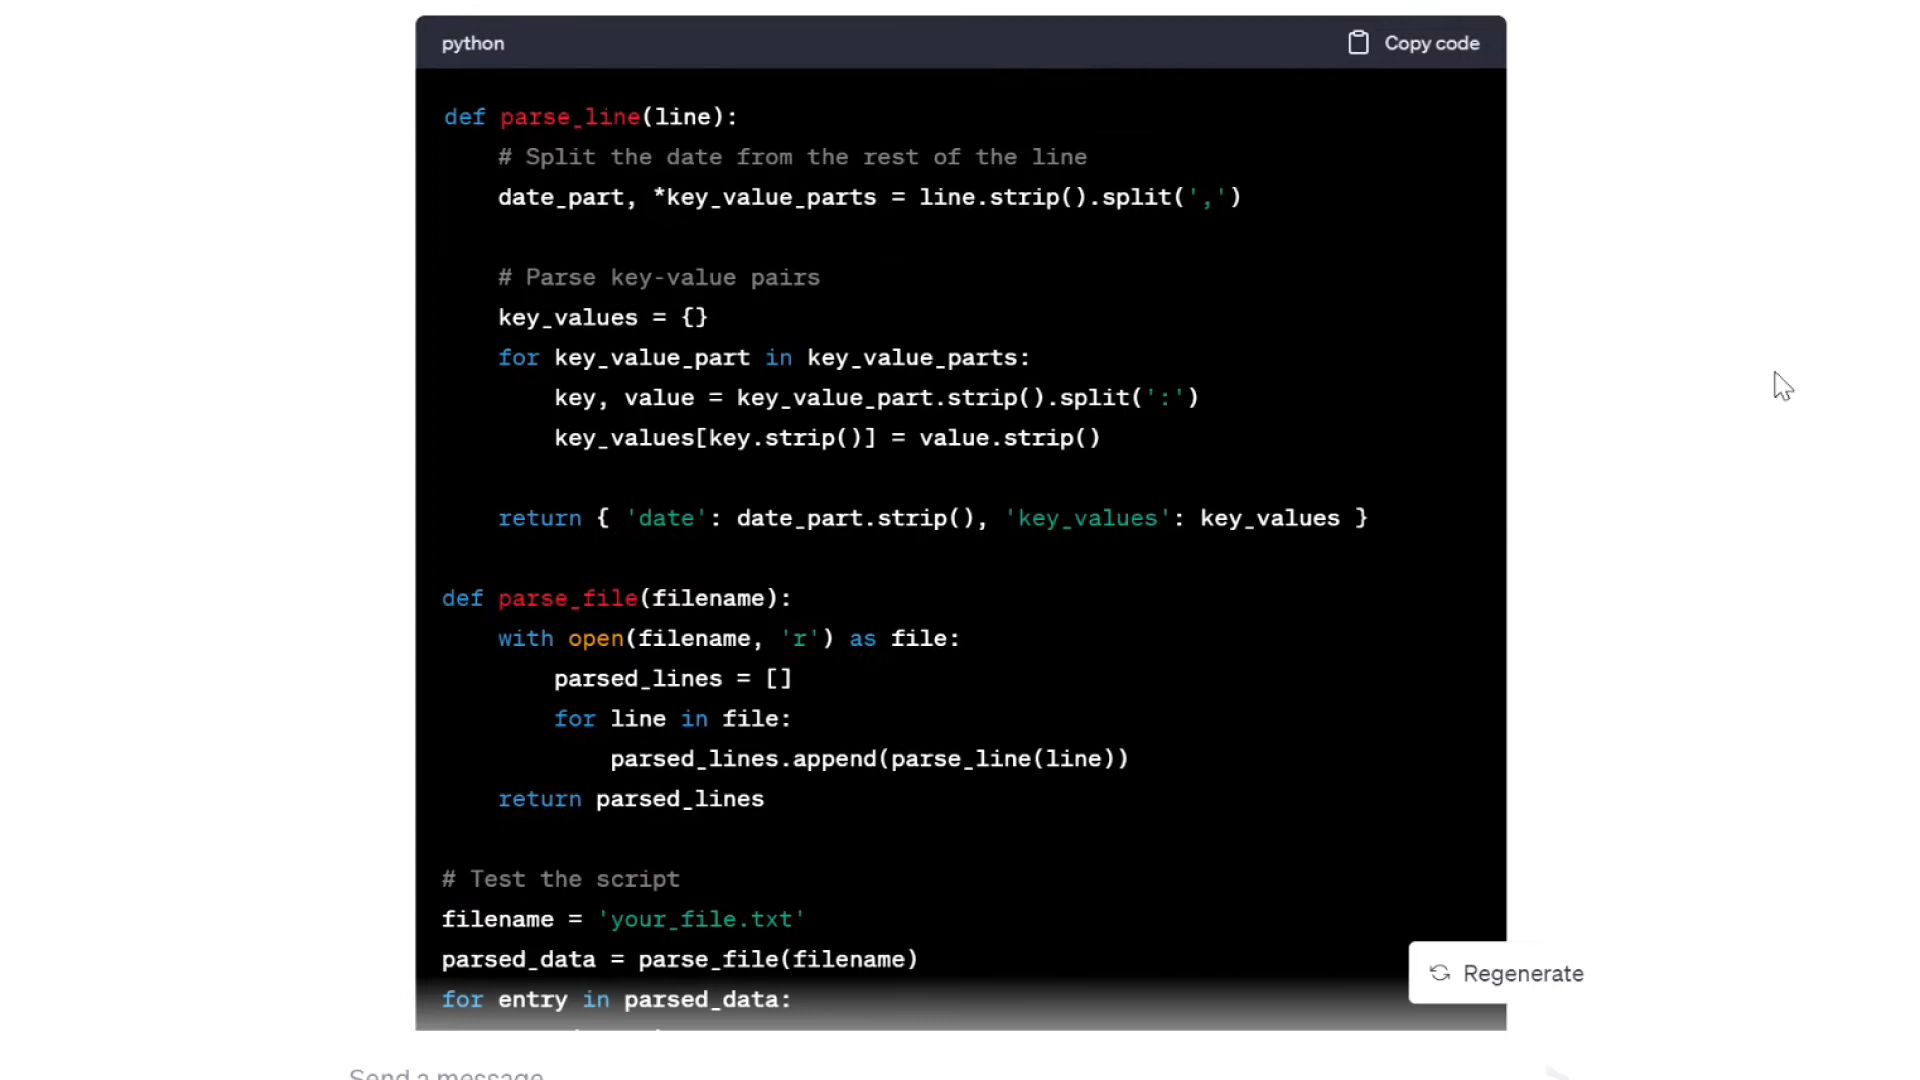 python
Copy code
def parse_line(line):
# Split the date from the rest of the line
date_part, *key_value_parts = line.strip().split(',')
# Parse key-value pairs
key_values = {}
for key_value_part in key_value_parts:
key, value = key_value_part.strip().split(':')
key_values[key.strip()] = value.strip()
return { 'date': date_part.strip(), 'key_values': key_values }
def parse_file(filename):
with open(filename, 'r') as file:
parsed_lines = []
for line in file:
parsed_lines.append(parse_line(line))
return parsed_lines
# Test the script
filename = 'your_file.txt'
parsed_data = parse_file(filename)
Regenerate
for entry in parsed_data:
Send a message